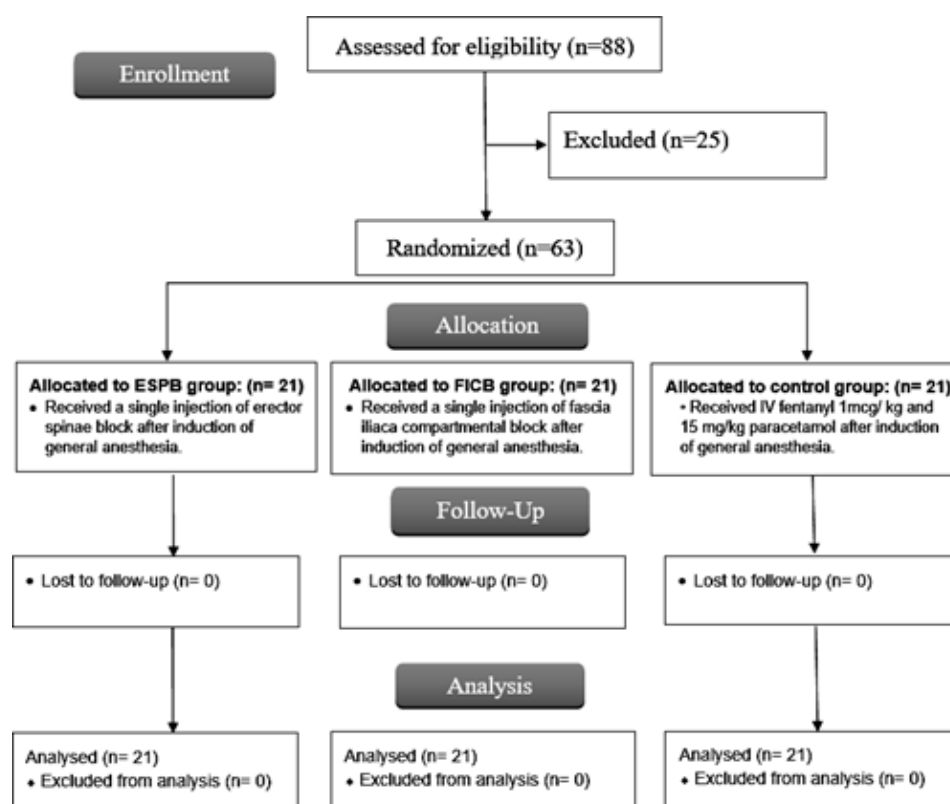 Assessed for eligibility (n=88)
Enrollment
Excluded (n=25)
Randomized (n=63)
Allocation
Allocated to ESPB group: (n= 21)
• Received a single injection of erector
spinae block after induction of
general anesthesia.
Allocated to FICB group: (n= 21)
• Received a single injection of fascia
iliaca compartmental block after
induction of general anesthesia.
Allocated to control group: (n= 21)
• Received IV fentanyl 1mcg/ kg and
15 mg/kg paracetamol after induction
of general anesthesia.
Follow-Up
• Lost to follow-up (n= 0)
• Lost to follow-up (n= 0)
• Lost to follow-up (n= 0)
Analysis
Analysed (n= 21)
♦ Excluded from analysis (n= 0)
Analysed (n= 21)
♦ Excluded from analysis (n= 0)
Analysed (n= 21)
♦ Excluded from analysis (n= 0)